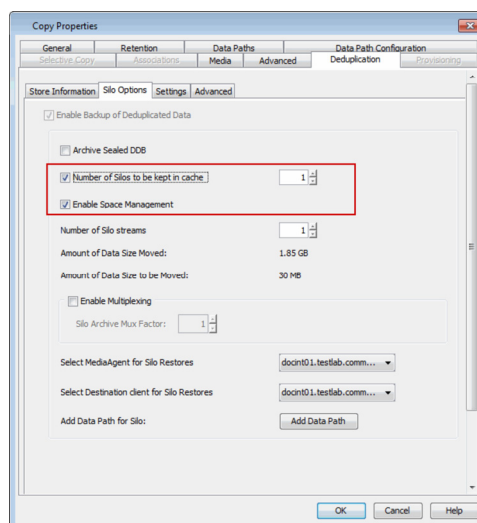 Copy Properties
General Retention Data Paths Data Path Configuration
Selective Copy Associations Media Advanced Deduplication Provisioning
Store Information Silo Options Settings Advanced
Enable Backup of Deduplicated Data
Archive Sealed DDB
Number of Silos to be kept in cache 1
Enable Space Management
Number of Silo streams 1
Amount of Data Size Moved: 1.85 GB
Amount of Data Size to be Moved: 30 MB
Enable Multiplexing
Silo Archive Mux Factor: 1
Select MediaAgent for Silo Restores docint01.testlab.comm...
Select Destination client for Silo Restores docint01.testlab.comm...
Add Data Path for Silo: Add Data Path
OK Cancel Help